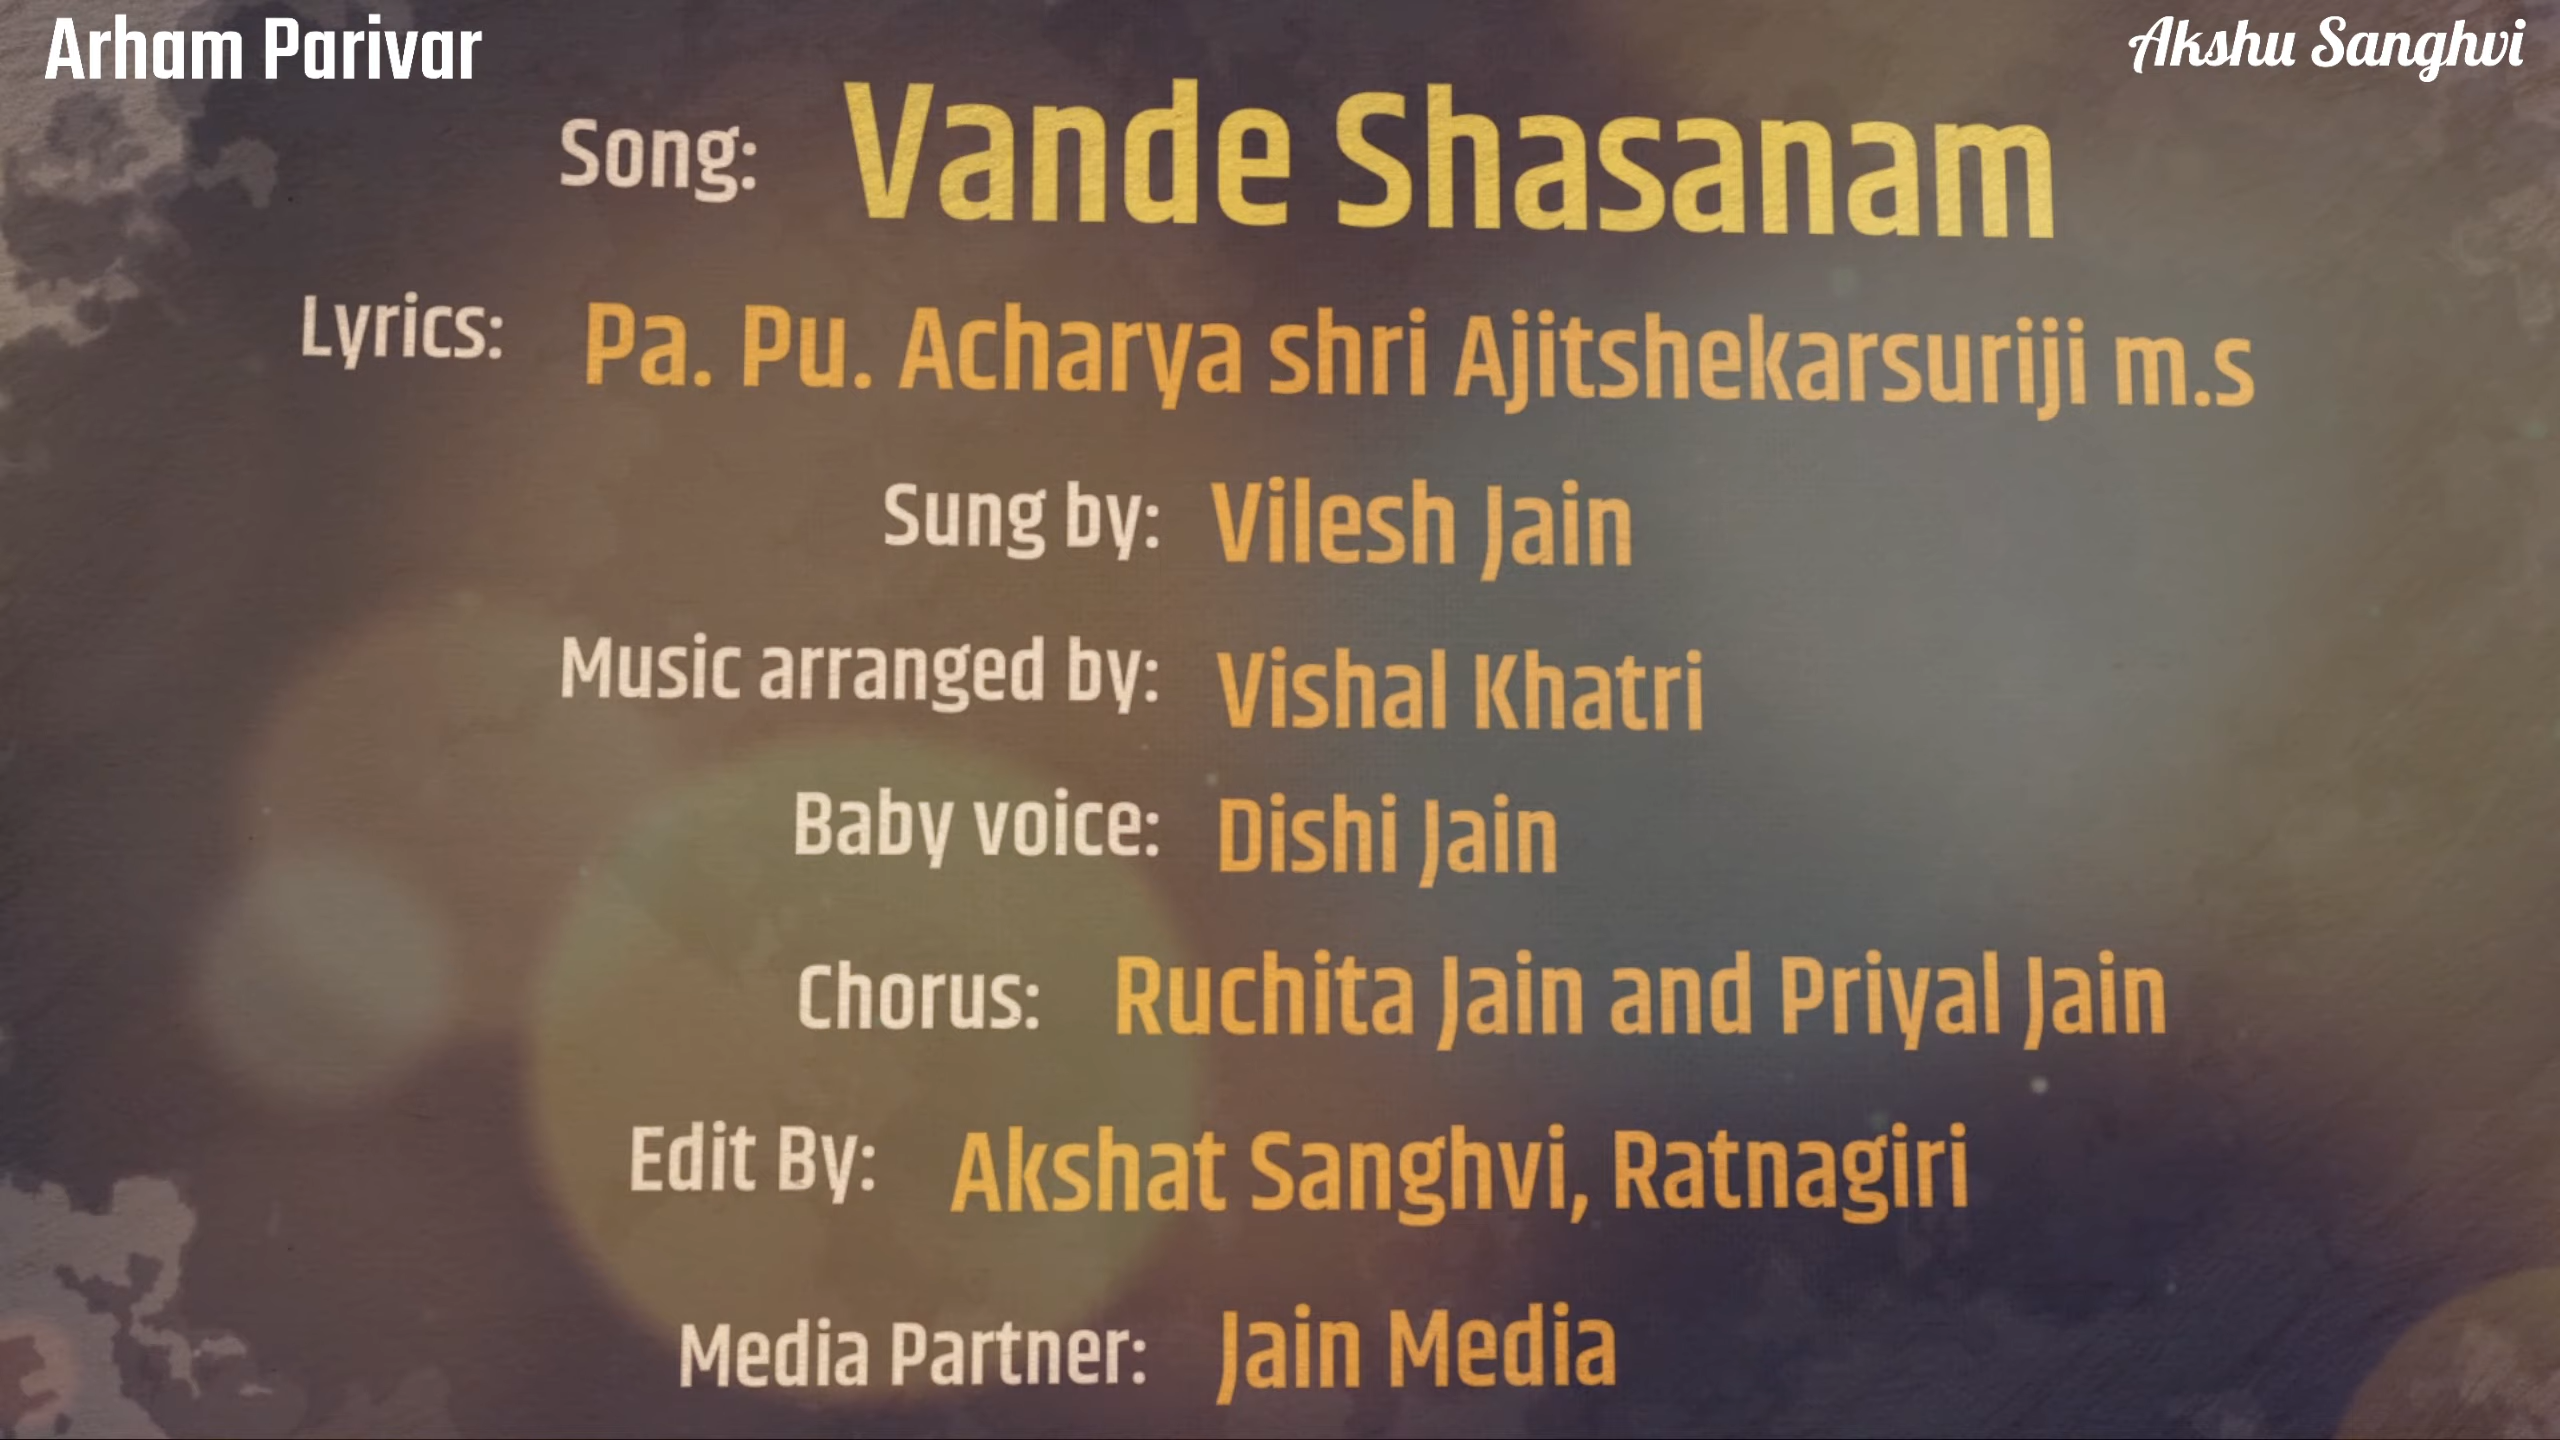 Arham Parivar
Akshu Sanghvi
Song: Vande Shasanam
Lyrics: Pa. Pu. Acharya shri Ajitshekarsuriji m.s
Sung by: Vilesh Jain
Music arranged by: Vishal Khatri
Baby voice: Dishi Jain
Chorus: Ruchita Jain and Priyal Jain
Edit By: Akshat Sanghvi, Ratnagiri
Media Partner: Jain Media